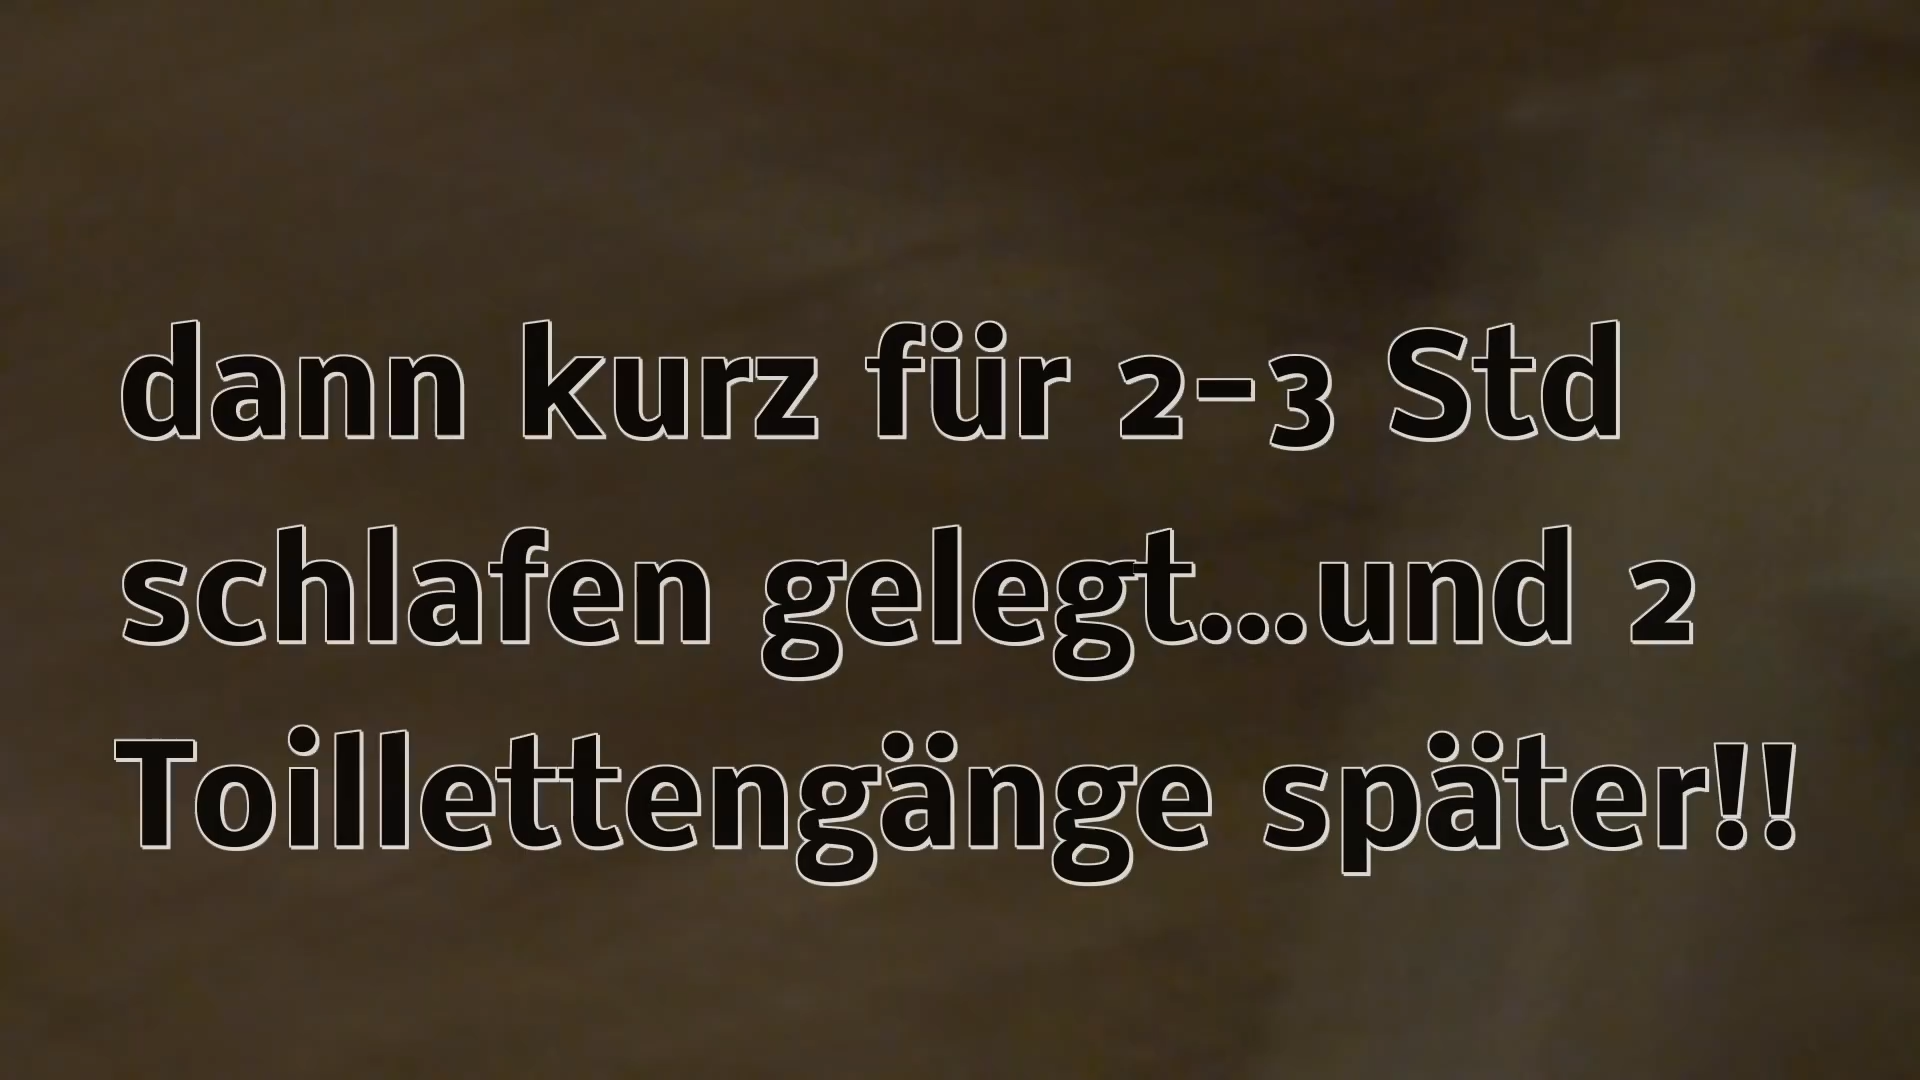 dann kurz für 2-3 Std
schlafen gelegt...und 2
Toillettengänge später!!